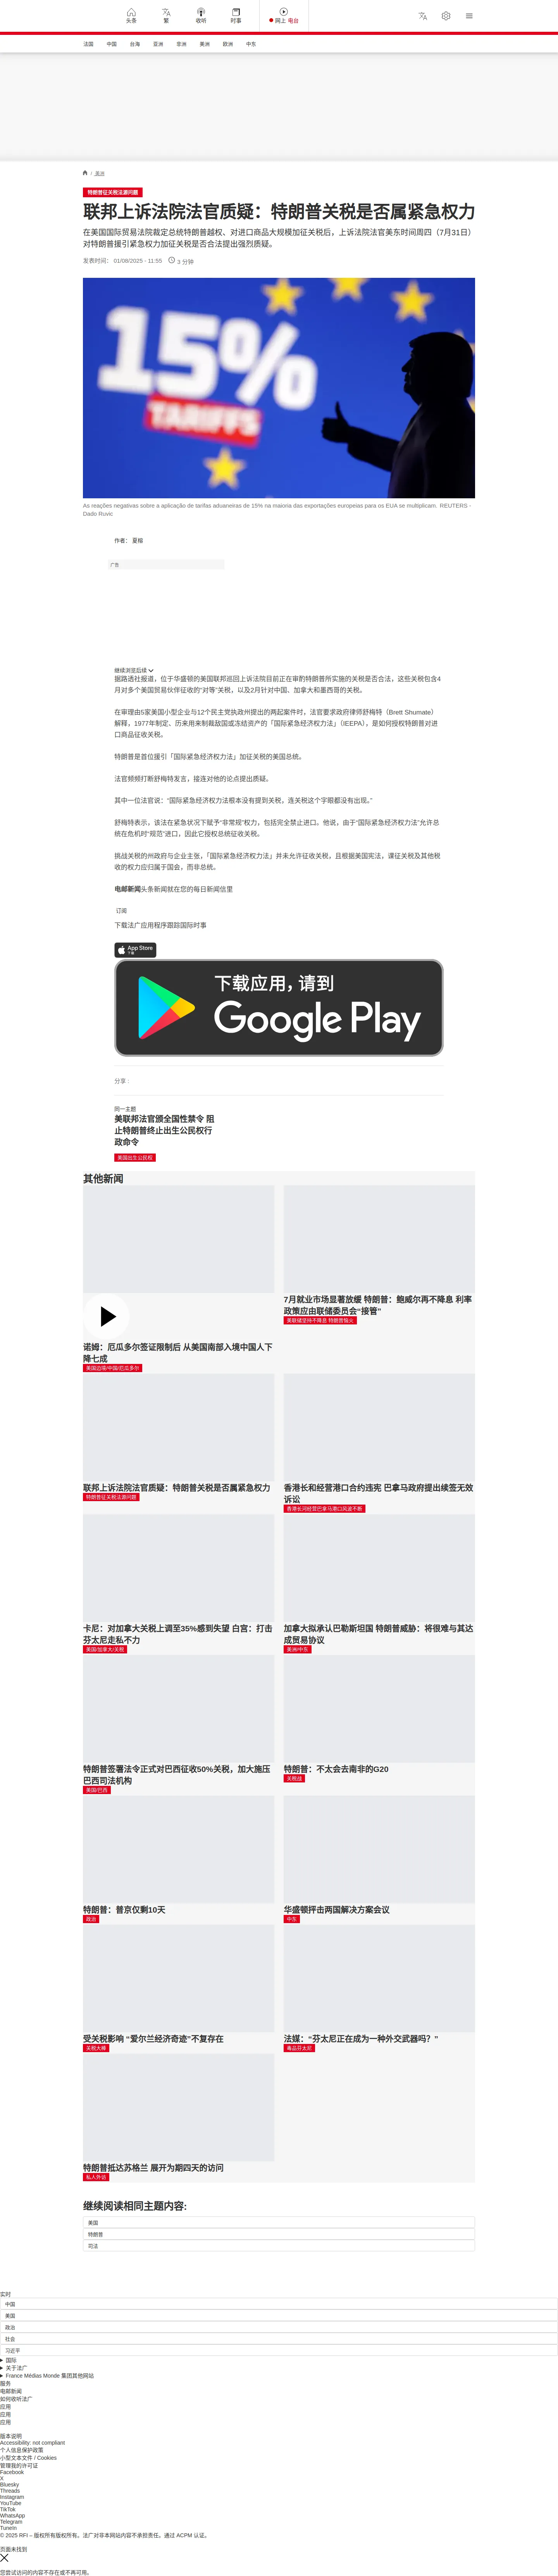 头条
繁
收听
时事
网上 电台
法国
中国
台海
亚洲
非洲
美洲
欧洲
中东
/ 美洲
特朗普征关税法源问题
联邦上诉法院法官质疑：特朗普关税是否属紧急权力
在美国国际贸易法院裁定总统特朗普越权、对进口商品大规模加征关税后，上诉法院法官美东时间周四（7月31日）
对特朗普援引紧急权力加征关税是否合法提出强烈质疑。
发表时间： 01/08/2025 - 11:55
3 分钟
15%
TARIFFS
As reações negativas sobre a aplicação de tarifas aduaneiras de 15% na maioria das exportações europeias para os EUA se multiplicam. REUTERS -
Dado Ruvic
作者： 夏榕
广告
继续浏览后续
据路透社报道，位于华盛顿的美国联邦巡回上诉法院目前正在审酌特朗普所实施的关税是否合法，这些关税包含4
月对多个美国贸易伙伴征收的“对等”关税，以及2月针对中国、加拿大和墨西哥的关税。
在审理由5家美国小型企业与12个民主党执政州提出的两起案件时，法官要求政府律师舒梅特（Brett Shumate）
解释，1977年制定、历来用来制裁敌国或冻结资产的「国际紧急经济权力法」（IEEPA），是如何授权特朗普对进
口商品征收关税。
特朗普是首位援引「国际紧急经济权力法」加征关税的美国总统。
法官频频打断舒梅特发言，接连对他的论点提出质疑。
其中一位法官说：“国际紧急经济权力法根本没有提到关税，连关税这个字眼都没有出现。”
舒梅特表示，该法在紧急状况下赋予“非常规”权力，包括完全禁止进口。他说，由于“国际紧急经济权力法”允许总
统在危机时“规范”进口，因此它授权总统征收关税。
挑战关税的州政府与企业主张，「国际紧急经济权力法」并未允许征收关税，且根据美国宪法，课征关税及其他税
收的权力应归属于国会，而非总统。
电邮新闻头条新闻就在您的每日新闻信里
订阅
下载法广应用程序跟踪国际时事
App Store
下载
下载应用，请到
Google Play
分享 :
同一主题
美联邦法官颁全国性禁令 阻
止特朗普终止出生公民权行
政命令
美国出生公民权
其他新闻
诺姆：厄瓜多尔签证限制后 从美国南部入境中国人下
降七成
美国边境/中国/厄瓜多尔
7月就业市场显著放缓 特朗普：鲍威尔再不降息 利率
政策应由联储委员会“接管”
美联储坚持不降息 特朗普恼火
联邦上诉法院法官质疑：特朗普关税是否属紧急权力
特朗普征关税法源问题
香港长和经营港口合约违宪 巴拿马政府提出续签无效
诉讼
香港长河经营巴拿马港口风波不断
卡尼：对加拿大关税上调至35%感到失望 白宫：打击
芬太尼走私不力
美国/加拿大/关税
加拿大拟承认巴勒斯坦国 特朗普威胁：将很难与其达
成贸易协议
美洲/中东
特朗普签署法令正式对巴西征收50%关税，加大施压
巴西司法机构
美国/巴西
特朗普：不太会去南非的G20
关税战
特朗普：普京仅剩10天
政治
华盛顿抨击两国解决方案会议
中东
受关税影响 “爱尔兰经济奇迹”不复存在
关税大棒
法媒：“芬太尼正在成为一种外交武器吗？”
毒品芬太尼
特朗普抵达苏格兰 展开为期四天的访问
私人外访
继续阅读相同主题内容:
美国
特朗普
司法
实时
中国
美国
政治
社会
习近平
国际
关于法广
France Médias Monde 集团其他网站
服务
电邮新闻
如何收听法广
应用
应用
应用
版本说明
Accessibility: not compliant
个人信息保护政策
小型文本文件 / Cookies
管理我的许可证
Facebook
X
Bluesky
Threads
Instagram
YouTube
TikTok
WhatsApp
Telegram
TuneIn
© 2025 RFI – 版权所有版权所有。法广对非本网站内容不承担责任。通过 ACPM 认证。
页面未找到
您尝试访问的内容不存在或不再可用。